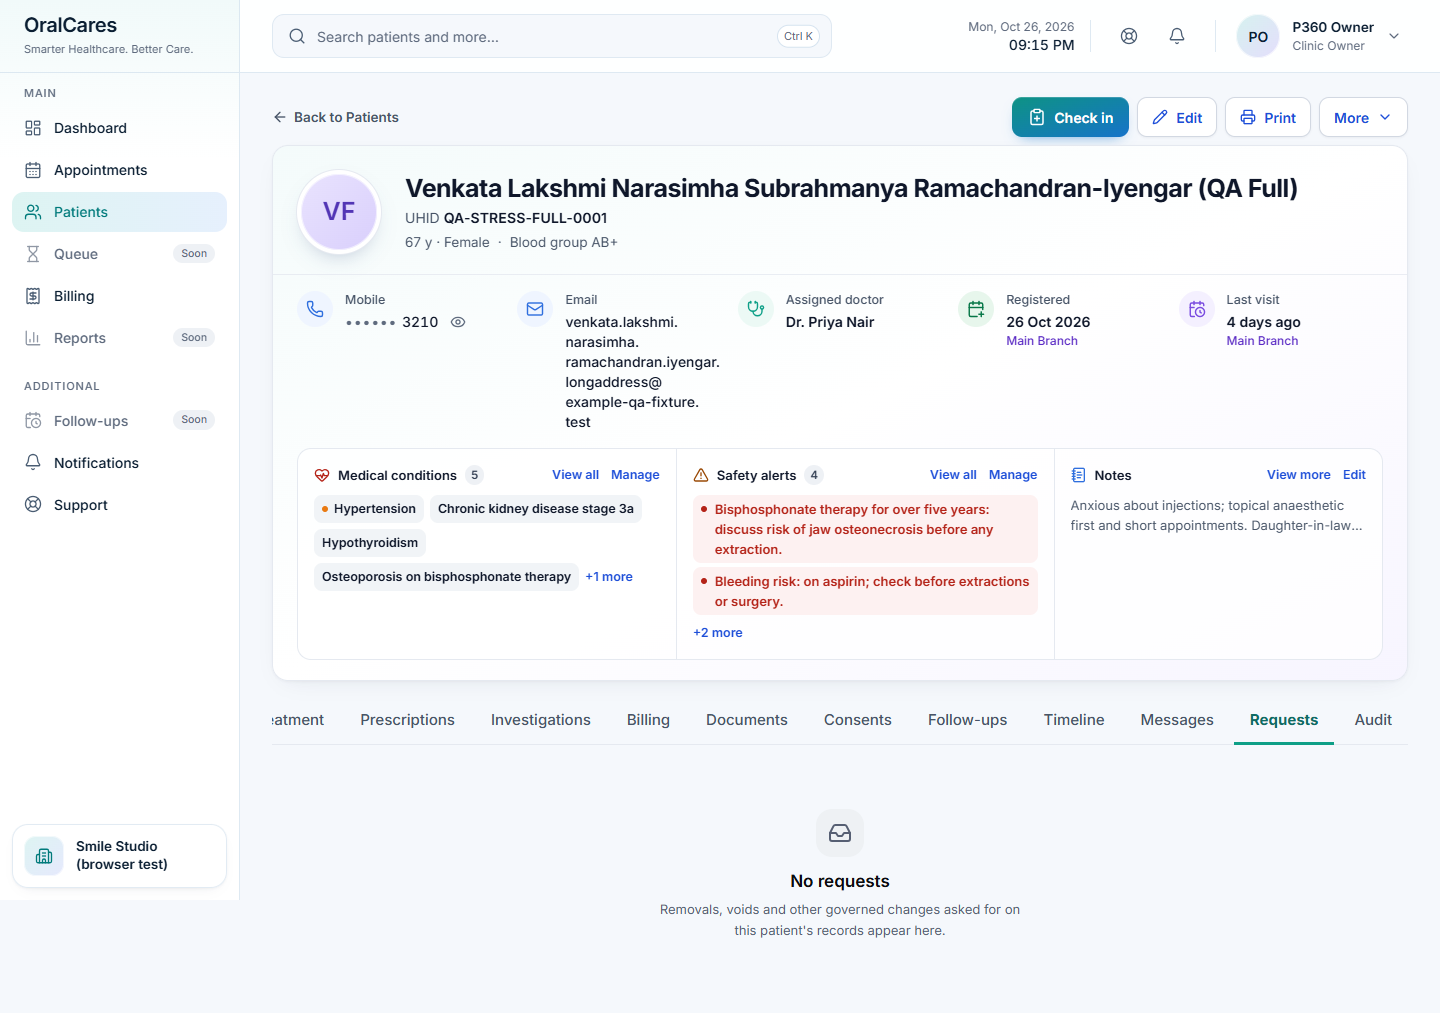 OralCares
Smarter Healthcare. Better Care.
Search patients and more...
Ctrl K
Mon, Oct 26, 2026
09:15 PM
PO
P360 Owner
Clinic Owner
MAIN
Dashboard
Appointments
Patients
Queue
Soon
Billing
Reports
Soon
ADDITIONAL
Follow-ups
Soon
Notifications
Support
Smile Studio
(browser test)
Back to Patients
Check in
Edit
Print
More
VF
Venkata Lakshmi Narasimha Subrahmanya Ramachandran-Iyengar (QA Full)
UHID QA-STRESS-FULL-0001
67 y · Female · Blood group AB+
Mobile
•••••• 3210
Email
venkata.lakshmi.
narasimha.
ramachandran.iyengar.
longaddress@
example-qa-fixture.
test
Assigned doctor
Dr. Priya Nair
Registered
26 Oct 2026
Main Branch
Last visit
4 days ago
Main Branch
Medical conditions 5 View all Manage
Hypertension
Chronic kidney disease stage 3a
Hypothyroidism
Osteoporosis on bisphosphonate therapy
+1 more
Safety alerts 4 View all Manage
Bisphosphonate therapy for over five years:
discuss risk of jaw osteonecrosis before any
extraction.
Bleeding risk: on aspirin; check before extractions
or surgery.
+2 more
Notes View more Edit
Anxious about injections; topical anaesthetic
first and short appointments. Daughter-in-law...
eatment Prescriptions Investigations Billing Documents Consents Follow-ups Timeline Messages Requests Audit
No requests
Removals, voids and other governed changes asked for on
this patient's records appear here.